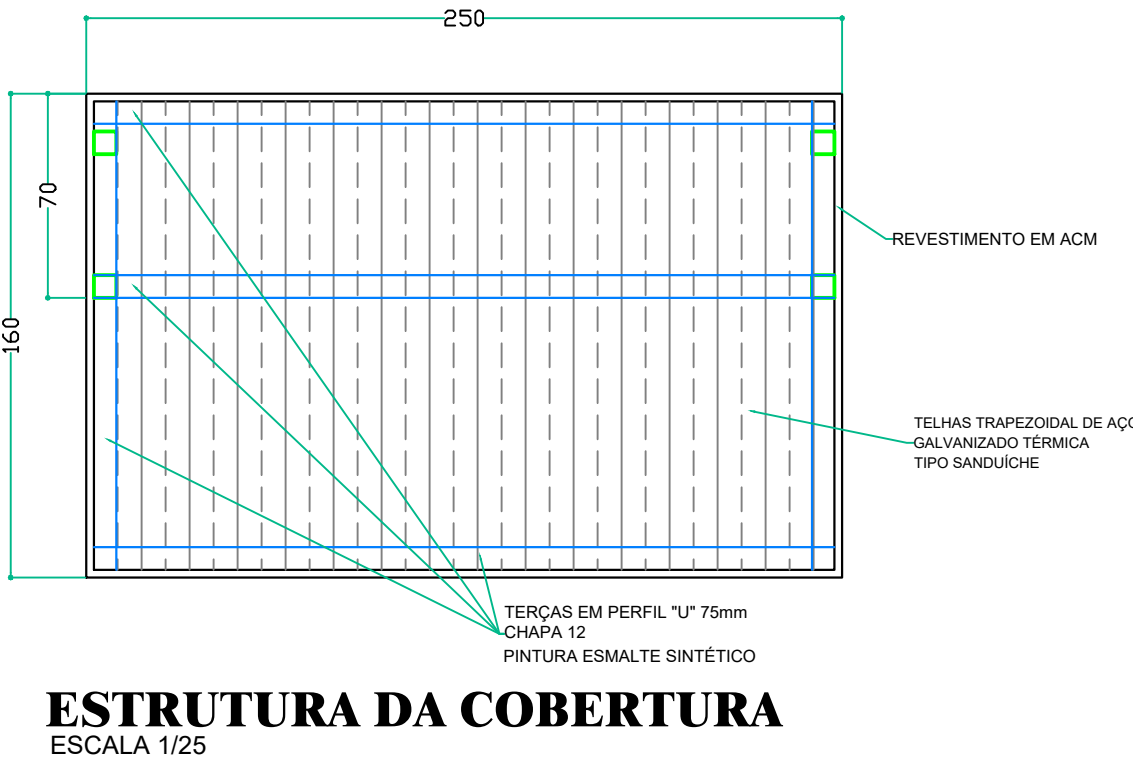 250
70
160
REVESTIMENTO EM ACM
TELHAS TRAPEZOIDAL DE AÇO
GALVANIZADO TÉRMICA
TIPO SANDUÍCHE
TERÇAS EM PERFIL "U" 75mm
CHAPA 12
PINTURA ESMALTE SINTÉTICO
ESTRUTURA DA COBERTURA
ESCALA 1/25